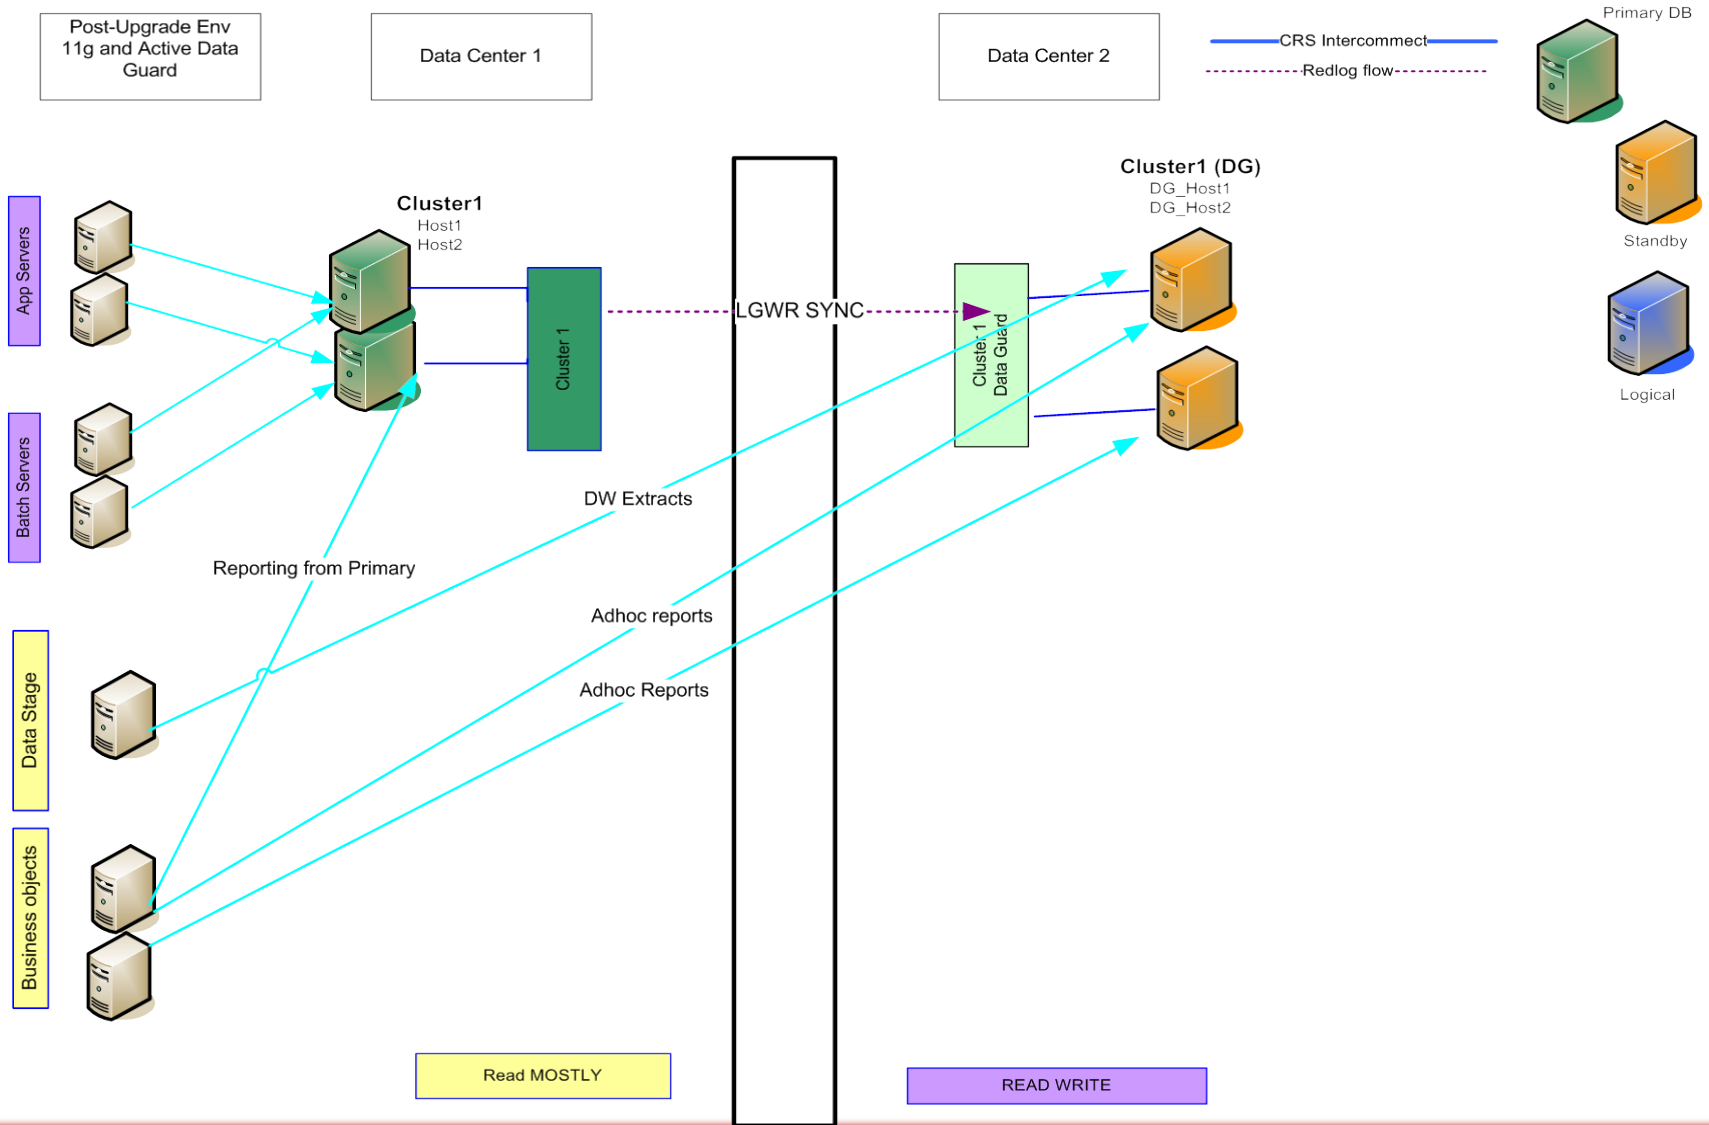 Post-Upgrade Env
11g and Active Data
Guard
Data Center 1
Data Center 2
CRS Intercommect
Redlog flow
Primary DB
Standby
Logical
Cluster1
Host1
Host2
Cluster1 (DG)
DG_Host1
DG_Host2
App Servers
Batch Servers
Cluster 1
LGWR SYNC
Cluster 1
Data Guard
DW Extracts
Reporting from Primary
Adhoc reports
Adhoc Reports
Data Stage
Business objects
Read MOSTLY
READ WRITE